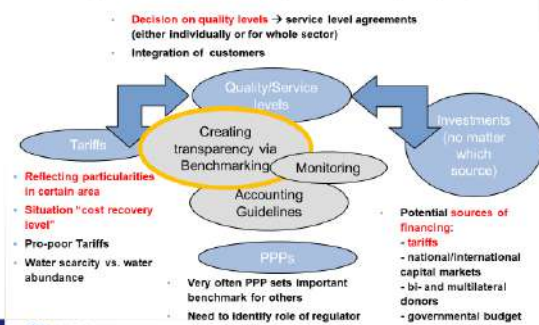 • Decision on quality levels → service level agreements
(either individually or for whole sector)
• Integration of customers
Quality/Service
levels
Tariffs
Creating
transparency via
Benchmarking
Monitoring
Accounting
Guidelines
Investments
(no matter
which
source)
• Reflecting particularities
in certain area
• Situation "cost recovery
level"
• Pro-poor Tariffs
• Water scarcity vs. water
abundance
PPPs
• Very often PPP sets important
benchmark for others
• Need to identify role of regulator
• Potential sources of
financing:
- tariffs
- national/international
capital markets
- bi- and multilateral
donors
- governmental budget